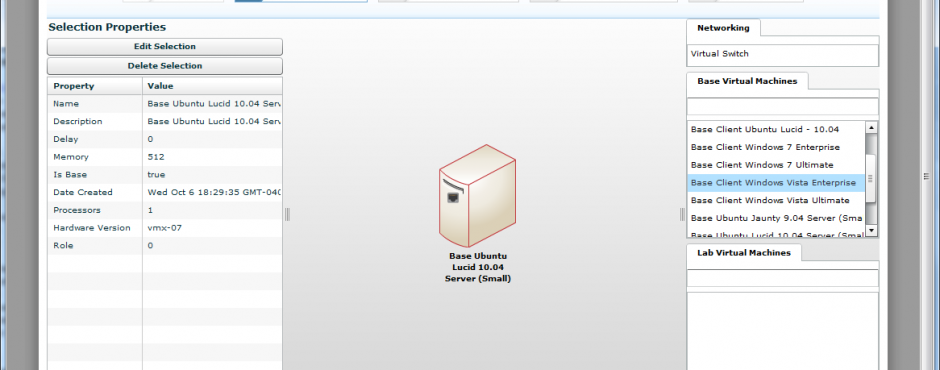 Selection Properties
Edit Selection
Delete Selection
Property Value
Name Base Ubuntu Lucid 10.04 Serv
Description Base Ubuntu Lucid 10.04 Serv
Delay 0
Memory 512
Is Base true
Date Created Wed Oct 6 18:29:35 GMT-040
Processors 1
Hardware Version vmx-07
Role 0
Base Ubuntu
Lucid 10.04
Server (Small)
Networking
Virtual Switch
Base Virtual Machines
Base Client Ubuntu Lucid - 10.04
Base Client Windows 7 Enterprise
Base Client Windows 7 Ultimate
Base Client Windows Vista Enterprise
Base Client Windows Vista Ultimate
Base Ubuntu Jaunty 9.04 Server (Sma
Base Ubuntu Lucid 10.04 Server (Smal
Lab Virtual Machines